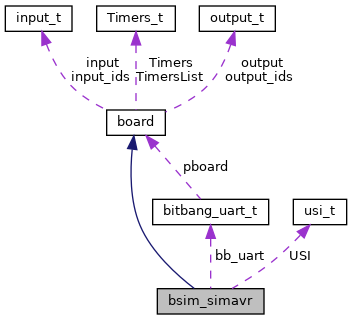 input_t
Timers_t
output_t
input
input_ids
Timers
TimersList
output
output_ids
board
pboard
bitbang_uart_t
usi_t
bb_uart
USI
bsim_simavr